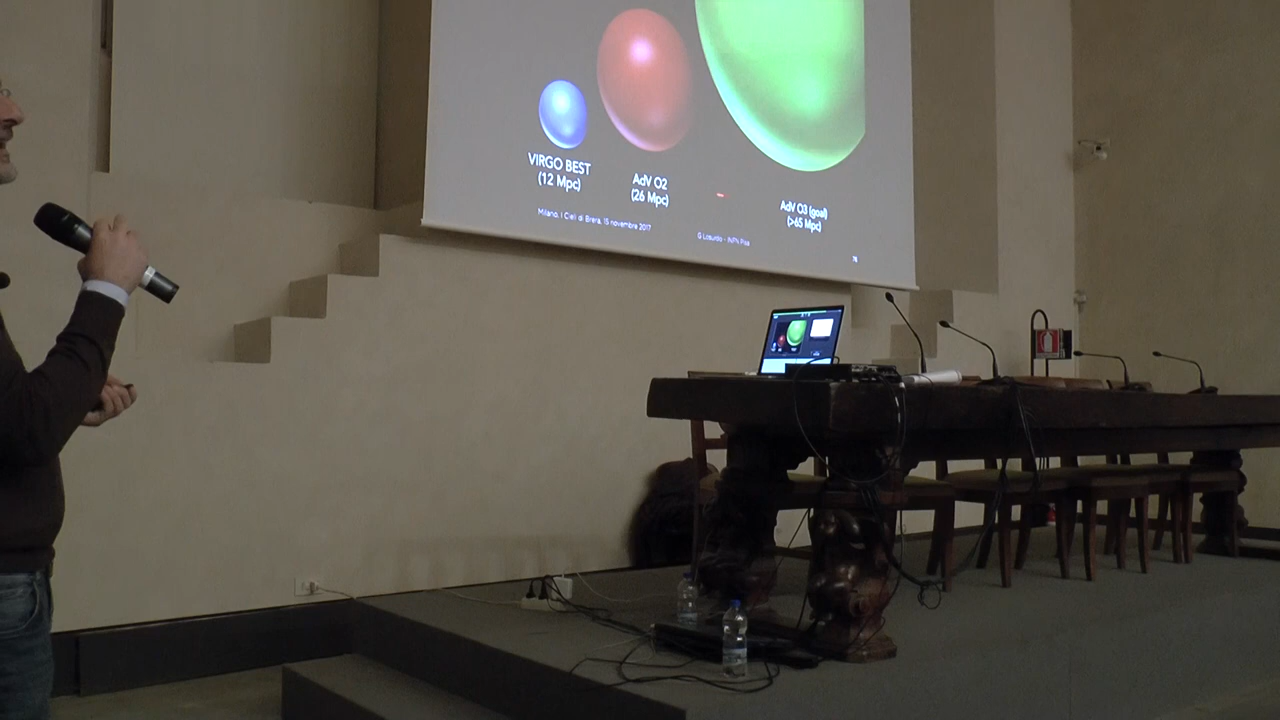 VIRGO BEST
(12 Mpc)
AdV O2
(26 Mpc)
AdV O3 (goal)
(>65 Mpc)
Milano, I Cieli di Brera, 15 novembre 2017
G Losurdo - INFN Pisa